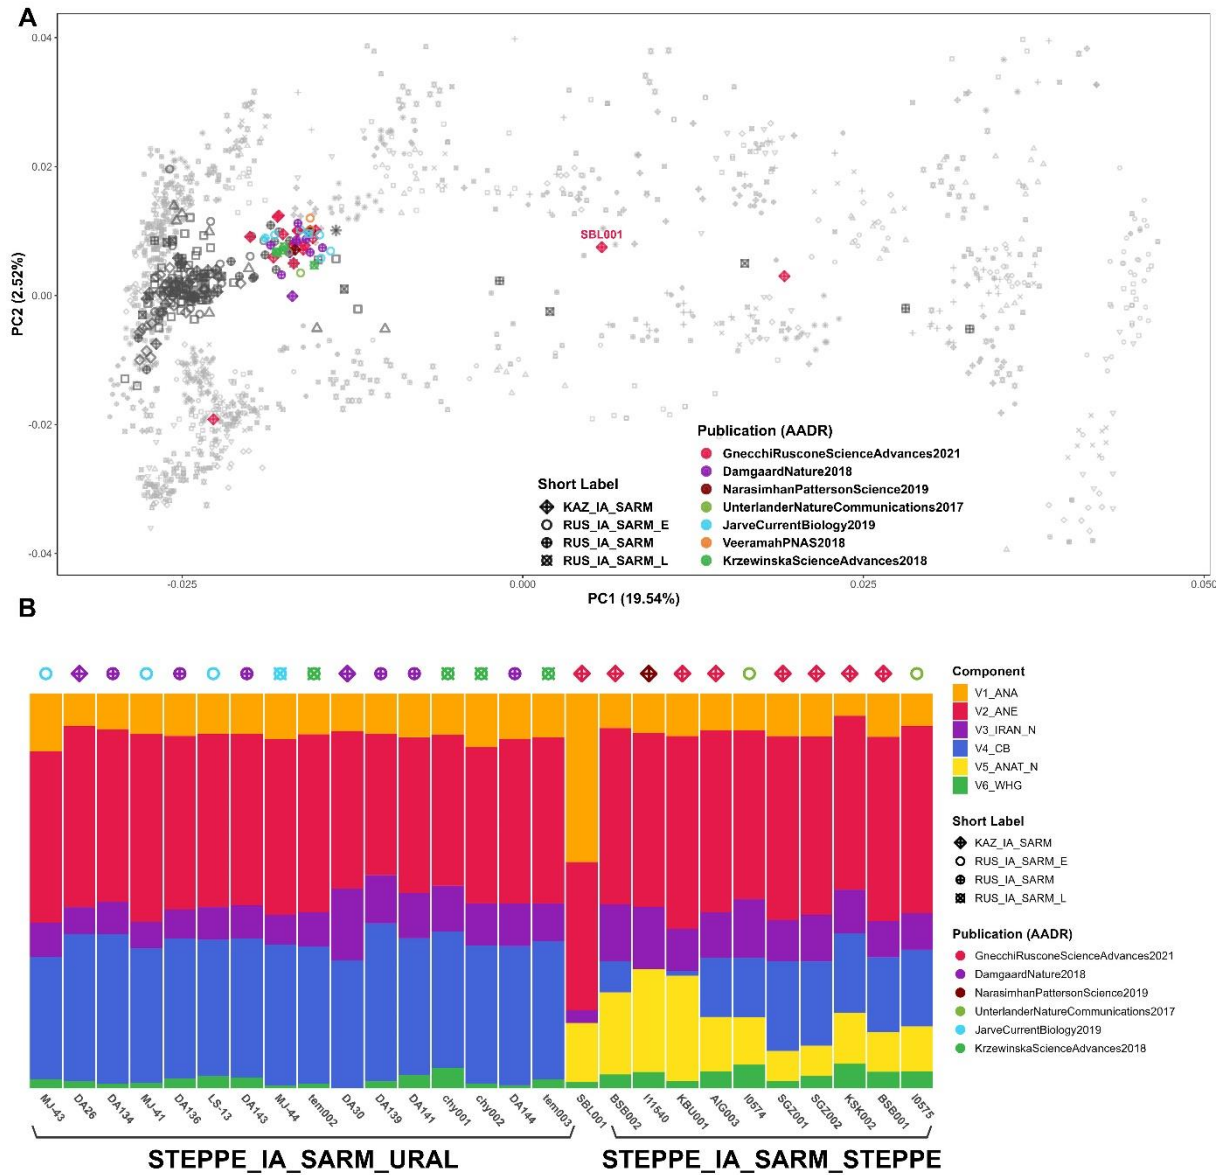 A
0.04
0.02
0.00
-0.02
-0.04
PC2 (2.52%)
SBL001
Publication (AADR)
GnecchiRusconeScienceAdvances2021
DamgaardNature2018
NarasimhanPattersonScience2019
UnterlanderNatureCommunications2017
JarveCurrentBiology2019
VeeramahPNAS2018
KrzewinskaScienceAdvances2018
Short Label
KAZ_IA_SARM
RUS_IA_SARM_E
RUS_IA_SARM
RUS_IA_SARM_L
-0.025
0.000
0.025
0.050
PC1 (19.54%)
B
Component
V1_ANA
V2_ANE
V3_IRAN_N
V4_CB
V5_ANAT_N
V6_WHG
Short Label
KAZ_IA_SARM
RUS_IA_SARM_E
RUS_IA_SARM
RUS_IA_SARM_L
Publication (AADR)
GnecchiRusconeScienceAdvances2021
DamgaardNature2018
NarasimhanPattersonScience2019
UnterlanderNatureCommunications2017
JarveCurrentBiology2019
KrzewinskaScienceAdvances2018
MJ-43
DA26
DA134
MJ-41
DA136
LS-13
DA143
MJ-44
tem002
DA30
DA139
DA141
chy001
chy002
DA144
tem003
SBL001
BSB002
I11540
KBU001
AIG003
I0574
SGZ001
SGZ002
KSK002
BSB001
I0575
STEPPE_IA_SARM_URAL
STEPPE_IA_SARM_STEPPE